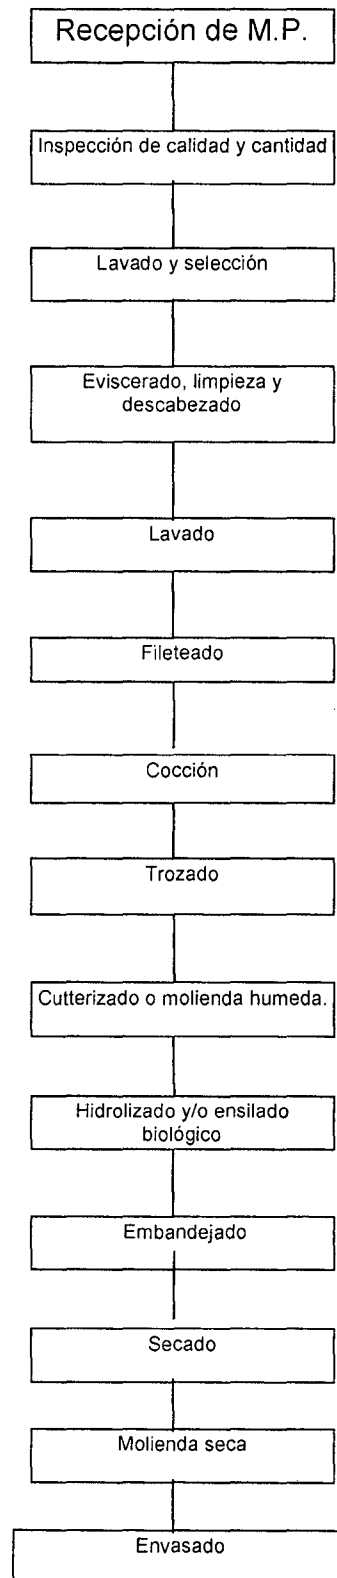 Recepción de M.P.
Inspección de calidad y cantidad
Lavado y selección
Eviscerado, limpieza y
descabezado
Lavado
Fileteado
Cocción
Trozado
Cutterizado o molienda humeda.
Hidrolizado y/o ensilado
biológico
Embandejado
Secado
Molienda seca
Envasado